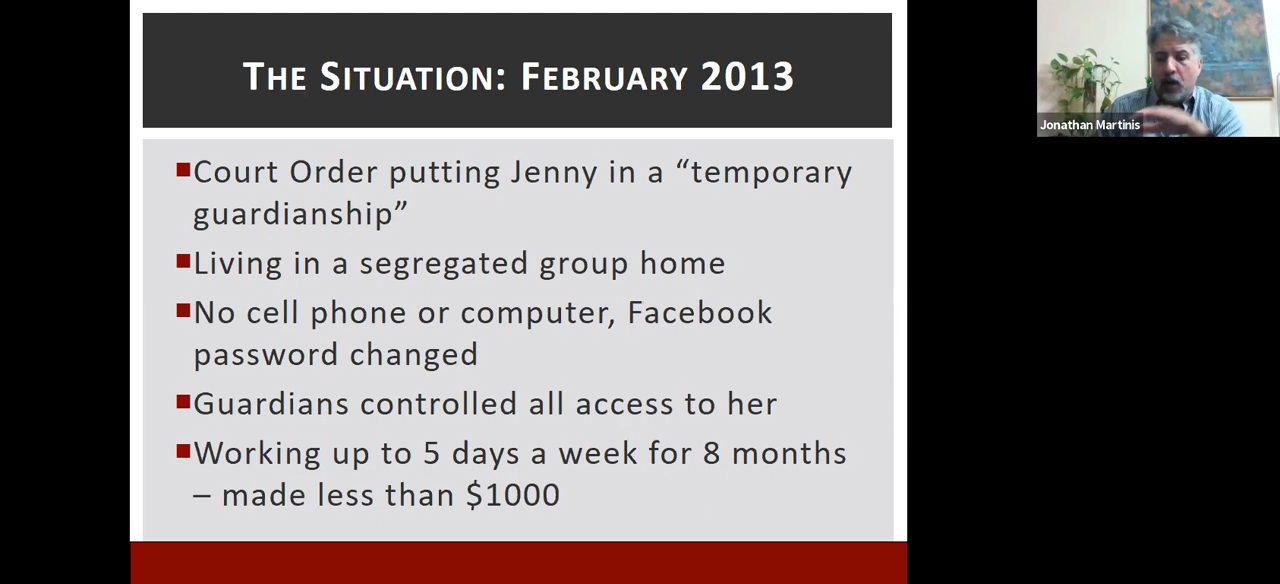 THE SITUATION: FEBRUARY 2013
Court Order putting Jenny in a “temporary
guardianship”
Living in a segregated group home
No cell phone or computer, Facebook
password changed
Guardians controlled all access to her
Working up to 5 days a week for 8 months
– made less than $1000
Jonathan Martinis